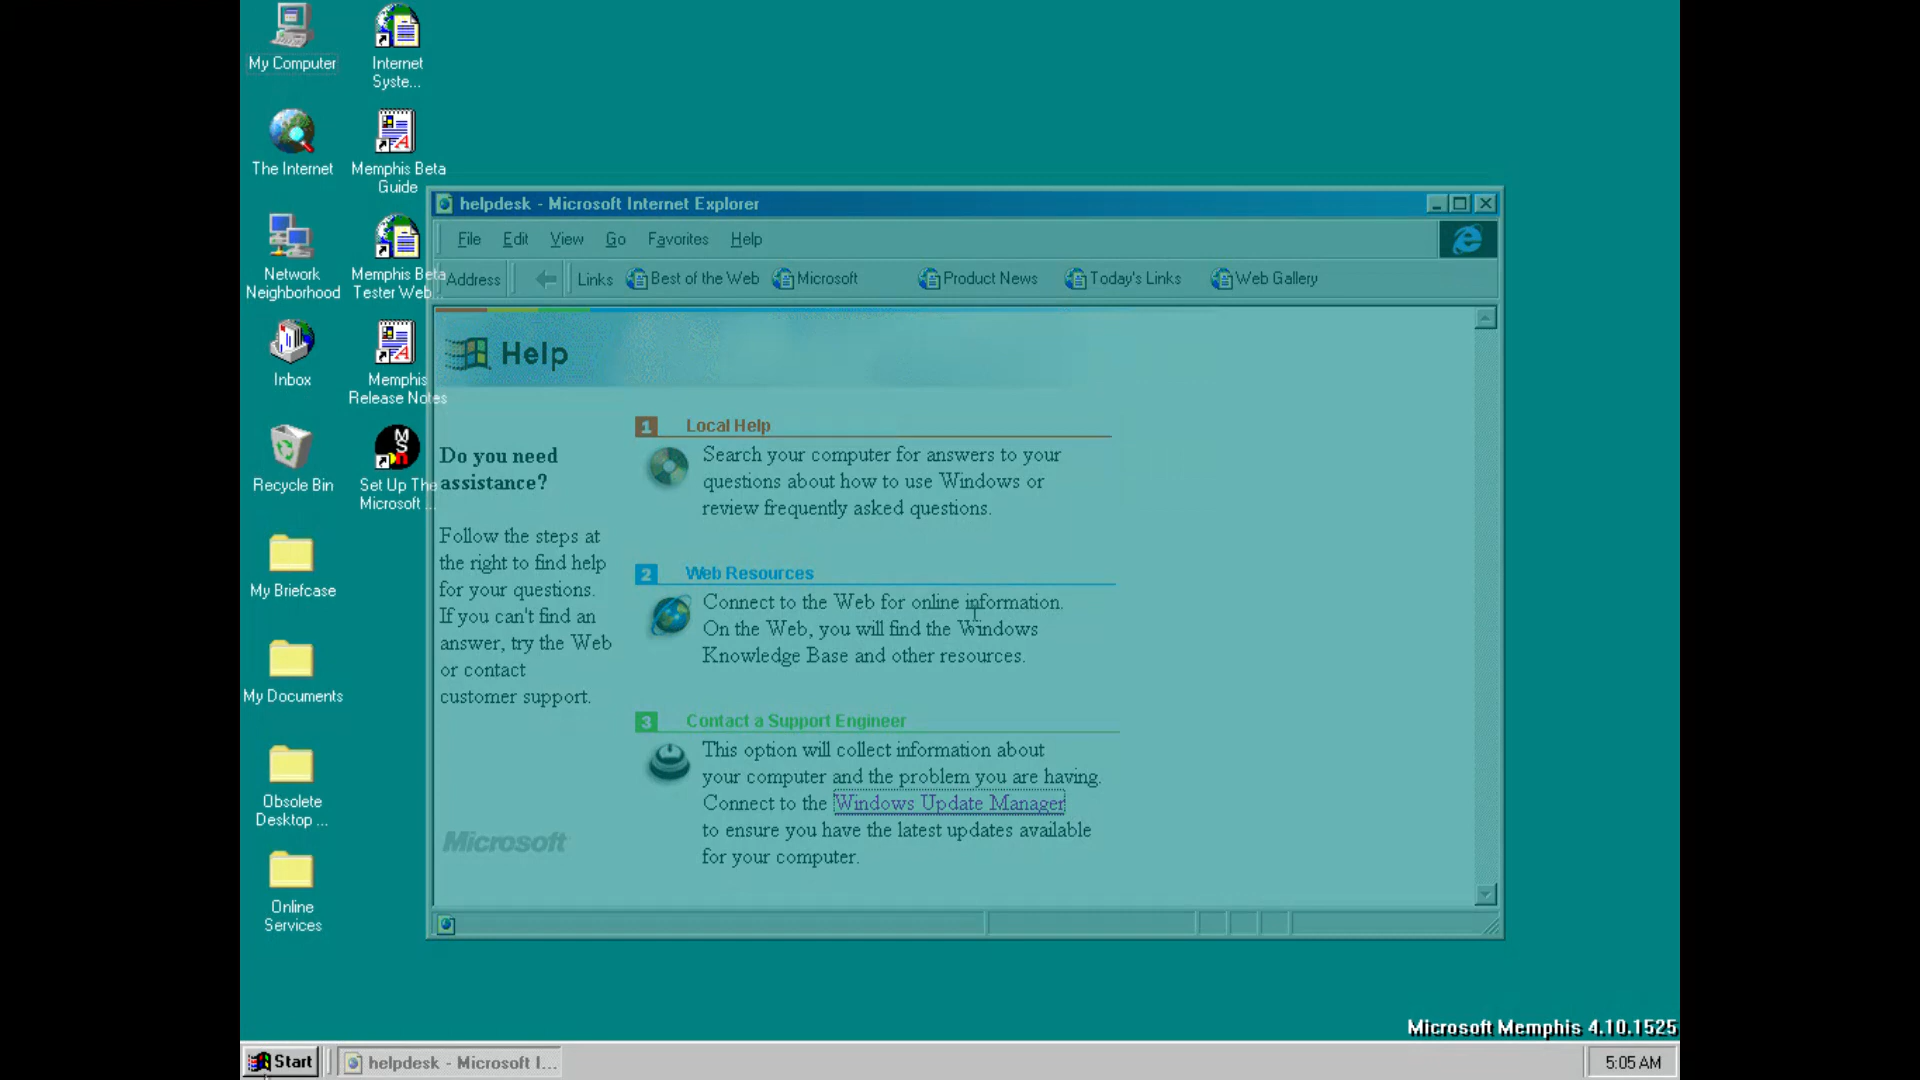 My Computer
Internet
Syste...
The Internet
Memphis Beta
Guide
Network
Neighborhood
Memphis Beta
Tester Web...
Inbox
Memphis
Release Notes
Recycle Bin
Set Up The
Microsoft ...
My Briefcase
My Documents
Obsolete
Desktop ...
Online
Services
helpdesk - Microsoft Internet Explorer
File Edit View Go Favorites Help
Address Links Best of the Web Microsoft Product News Today's Links Web Gallery
Help
Do you need
assistance?
Follow the steps at
the right to find help
for your questions.
If you can't find an
answer, try the Web
or contact
customer support.
Microsoft
1 Local Help
Search your computer for answers to your
questions about how to use Windows or
review frequently asked questions.
2 Web Resources
Connect to the Web for online information.
On the Web, you will find the Windows
Knowledge Base and other resources.
3 Contact a Support Engineer
This option will collect information about
your computer and the problem you are having.
Connect to the Windows Update Manager
to ensure you have the latest updates available
for your computer.
Microsoft Memphis 4.10.1525
Start
helpdesk - Microsoft I...
5:05 AM